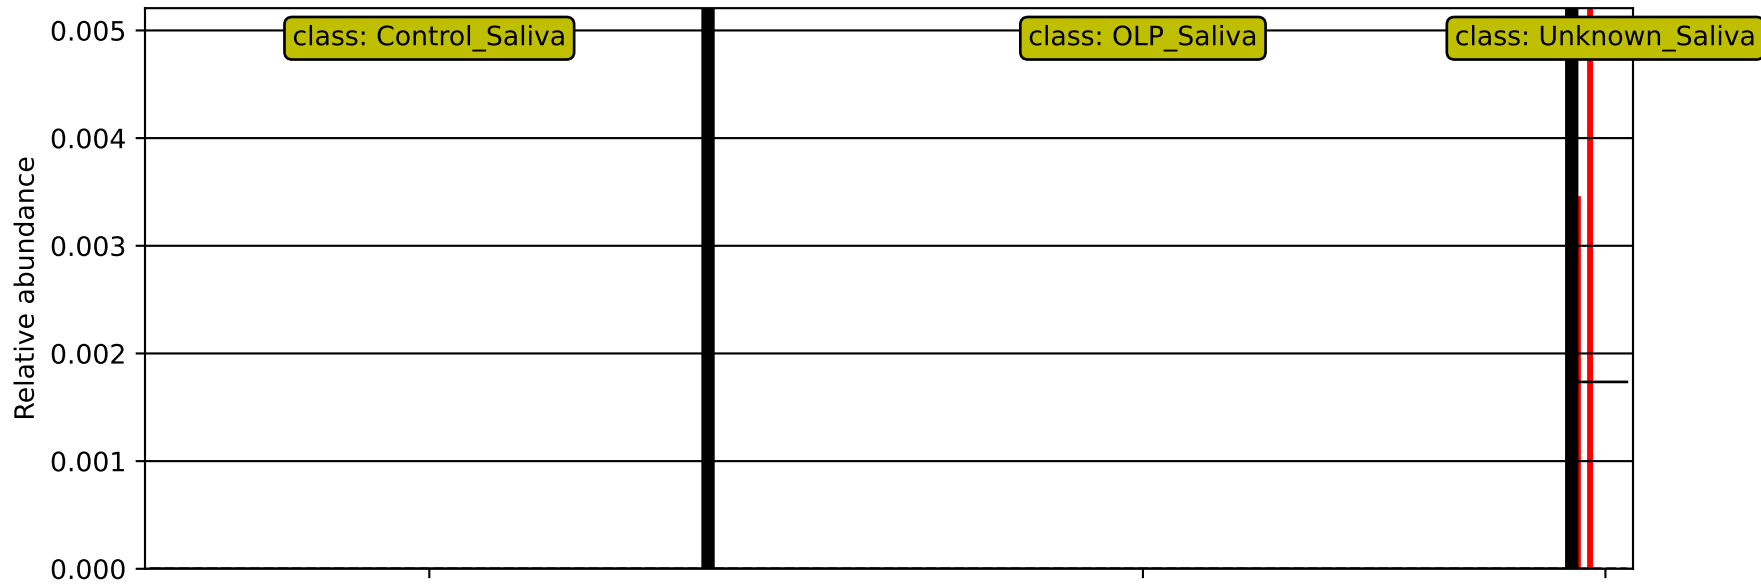 class: Control_Saliva
class: OLP_Saliva
class: Unknown_Saliva
Relative abundance
0.005
0.004
0.003
0.002
0.001
0.000